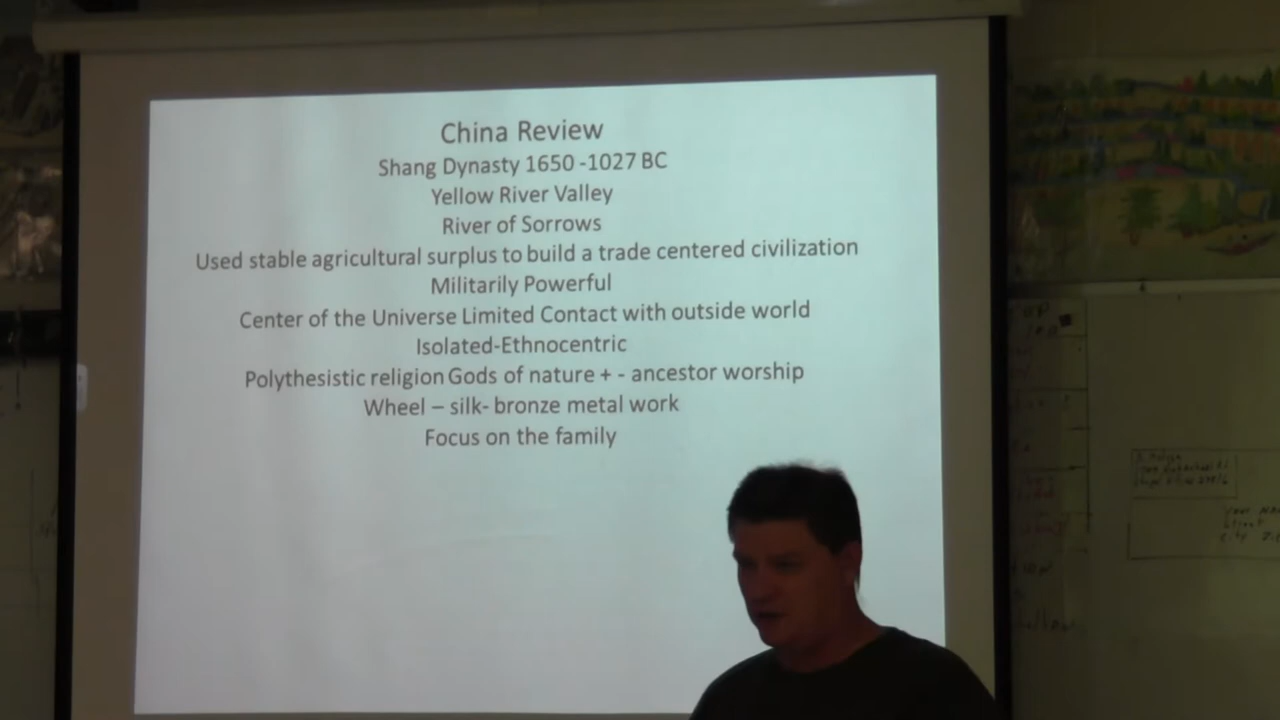 China Review
Shang Dynasty 1650 -1027 BC
Yellow River Valley
River of Sorrows
Used stable agricultural surplus to build a trade centered civilization
Militarily Powerful
Center of the Universe Limited Contact with outside world
Isolated-Ethnocentric
Polythesistic religion Gods of nature + - ancestor worship
Wheel – silk- bronze metal work
Focus on the family